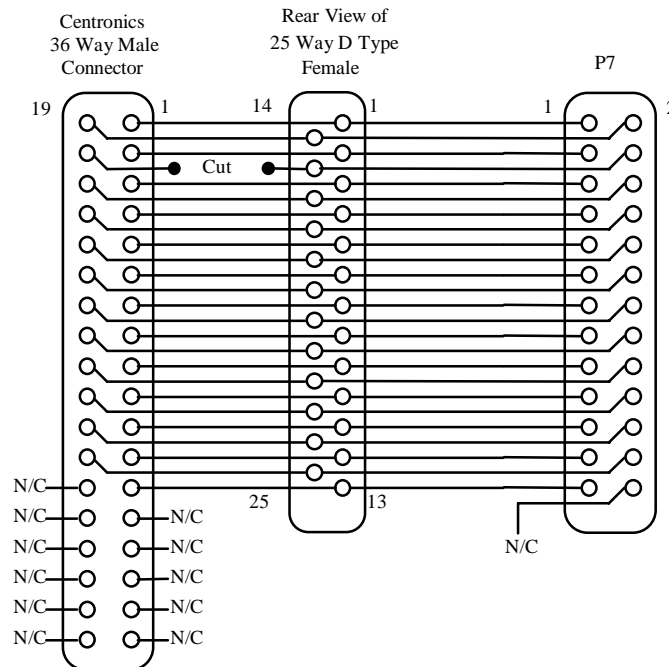 Centronics
36 Way Male
Connector
Rear View of
25 Way D Type
Female
P7
19
1
14
1
1
2
Cut
N/C
25
13
N/C
N/C
N/C
N/C
N/C
N/C
N/C
N/C
N/C
N/C
N/C